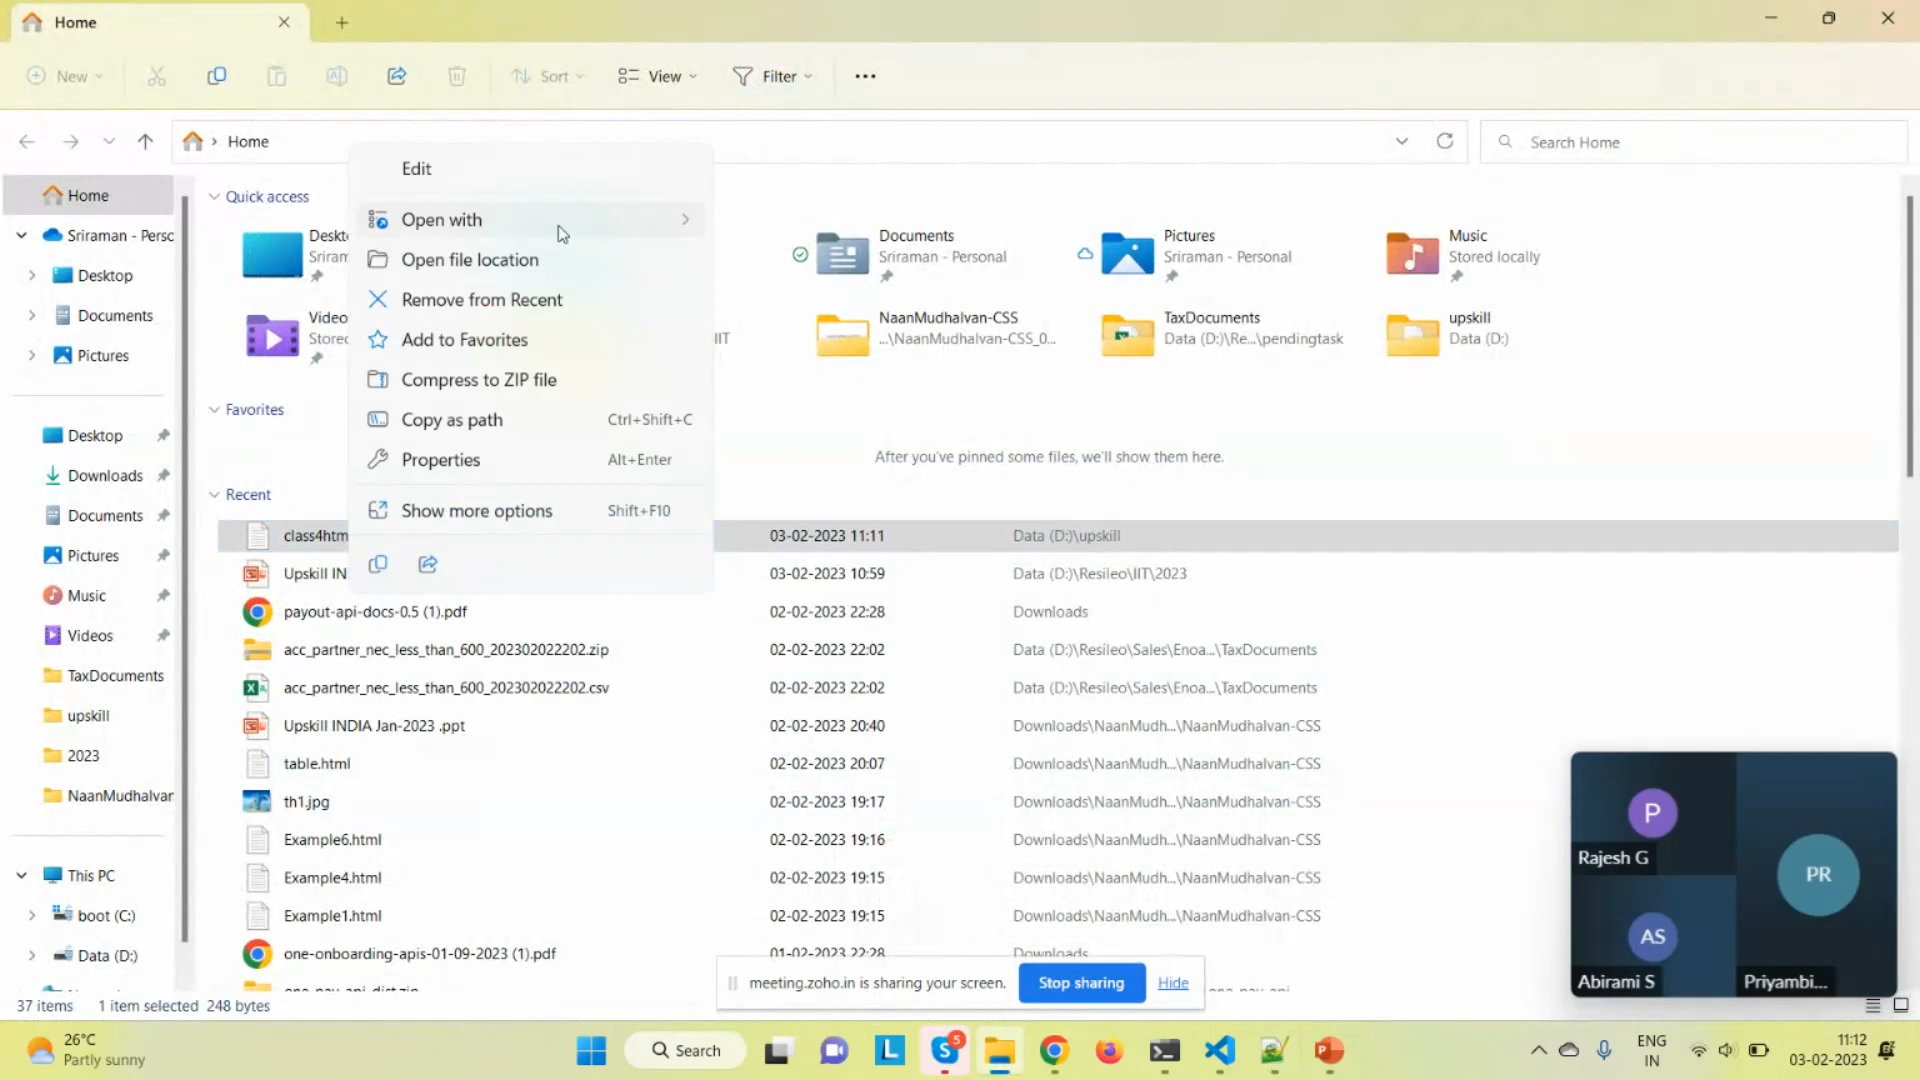 Home
New
Sort
View
Filter
Home
Search Home
Edit
Open with
Open file location
Remove from Recent
Add to Favorites
Compress to ZIP file
Copy as path Ctrl+Shift+C
Properties Alt+Enter
Show more options Shift+F10
Home
Sriraman - Perso
Desktop
Documents
Pictures
Desktop
Downloads
Documents
Pictures
Music
Videos
TaxDocuments
upskill
2023
NaanMudhalvar
This PC
boot (C:)
Data (D:)
Quick access
Documents
Sriraman - Personal
Pictures
Sriraman - Personal
Music
Stored locally
IIT
NaanMudhalvan-CSS
...\NaanMudhalvan-CSS_0...
TaxDocuments
Data (D:)\Re...\pendingtask
upskill
Data (D:)
Favorites
After you've pinned some files, we'll show them here.
Recent
class4htm 03-02-2023 11:11 Data (D:)\upskill
Upskill IN 03-02-2023 10:59 Data (D:)\Resileo\IIT\2023
payout-api-docs-0.5 (1).pdf 02-02-2023 22:28 Downloads
acc_partner_nec_less_than_600_202302022202.zip 02-02-2023 22:02 Data (D:)\Resileo\Sales\Enoa...\TaxDocuments
acc_partner_nec_less_than_600_202302022202.csv 02-02-2023 22:02 Data (D:)\Resileo\Sales\Enoa...\TaxDocuments
Upskill INDIA Jan-2023 .ppt 02-02-2023 20:40 Downloads\NaanMudh...\NaanMudhalvan-CSS
table.html 02-02-2023 20:07 Downloads\NaanMudh...\NaanMudhalvan-CSS
th1.jpg 02-02-2023 19:17 Downloads\NaanMudh...\NaanMudhalvan-CSS
Example6.html 02-02-2023 19:16 Downloads\NaanMudh...\NaanMudhalvan-CSS
Example4.html 02-02-2023 19:15 Downloads\NaanMudh...\NaanMudhalvan-CSS
Example1.html 02-02-2023 19:15 Downloads\NaanMudh...\NaanMudhalvan-CSS
one-onboarding-apis-01-09-2023 (1).pdf 01-02-2023 22:28 Downloads
meeting.zoho.in is sharing your screen. Stop sharing Hide
P
Rajesh G
AS
Abirami S
PR
Priyambi...
37 items 1 item selected 248 bytes
26°C
Partly sunny
Search
L
S
5
P
ENG
IN
11:12
03-02-2023